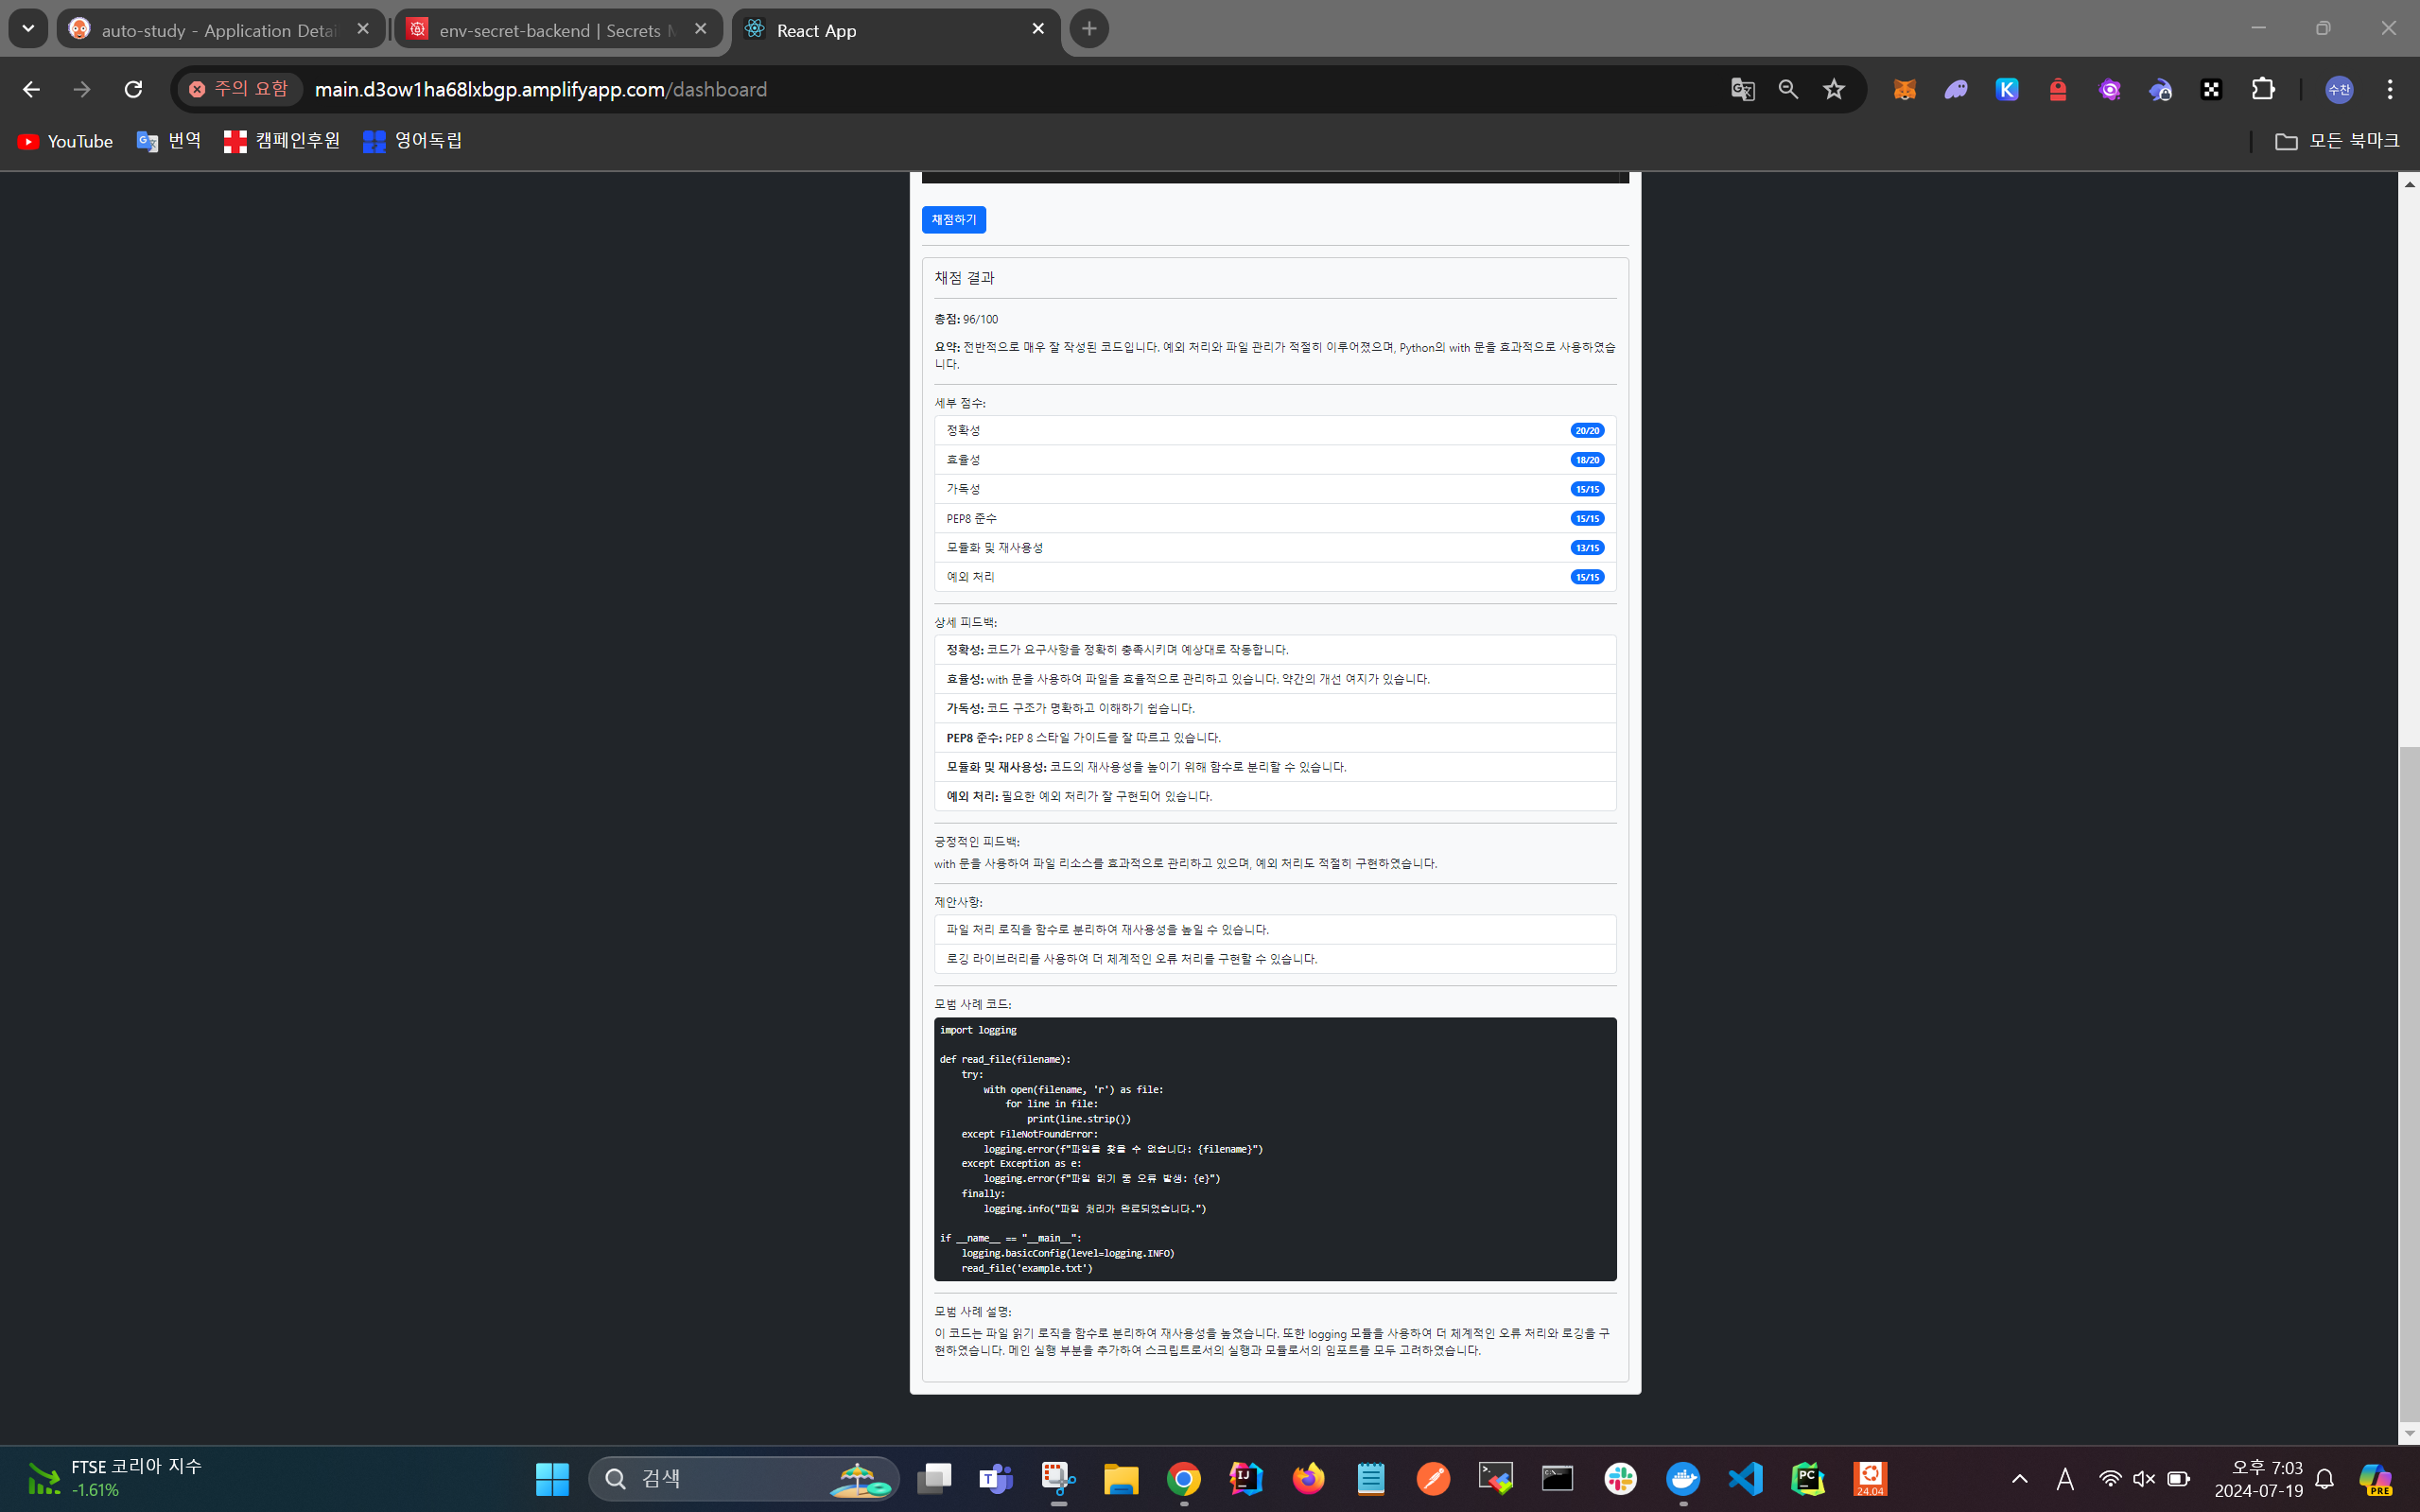 auto-study - Application Detai
env-secret-backend | Secrets M
React App
주의 요함
main.d3ow1ha68lxbgp.amplifyapp.com/dashboard
수찬
YouTube
번역
캠페인후원
영어독립
모든 북마크
채점하기
채점 결과
총점: 96/100
요약: 전반적으로 매우 잘 작성된 코드입니다. 예외 처리와 파일 관리가 적절히 이루어졌으며, Python의 with 문을 효과적으로 사용하였습
니다.
세부 점수:
정확성 20/20
효율성 18/20
가독성 15/15
PEP8 준수 15/15
모듈화 및 재사용성 13/15
예외 처리 15/15
상세 피드백:
정확성: 코드가 요구사항을 정확히 충족시키며 예상대로 작동합니다.
효율성: with 문을 사용하여 파일을 효율적으로 관리하고 있습니다. 약간의 개선 여지가 있습니다.
가독성: 코드 구조가 명확하고 이해하기 쉽습니다.
PEP8 준수: PEP 8 스타일 가이드를 잘 따르고 있습니다.
모듈화 및 재사용성: 코드의 재사용성을 높이기 위해 함수로 분리할 수 있습니다.
예외 처리: 필요한 예외 처리가 잘 구현되어 있습니다.
긍정적인 피드백:
with 문을 사용하여 파일 리소스를 효과적으로 관리하고 있으며, 예외 처리도 적절히 구현하였습니다.
제안사항:
파일 처리 로직을 함수로 분리하여 재사용성을 높일 수 있습니다.
로깅 라이브러리를 사용하여 더 체계적인 오류 처리를 구현할 수 있습니다.
모범 사례 코드:
import logging
def read_file(filename):
try:
with open(filename, 'r') as file:
for line in file:
print(line.strip())
except FileNotFoundError:
logging.error(f"파일을 찾을 수 없습니다: {filename}")
except Exception as e:
logging.error(f"파일 읽기 중 오류 발생: {e}")
finally:
logging.info("파일 처리가 완료되었습니다.")
if __name__ == "__main__":
logging.basicConfig(level=logging.INFO)
read_file('example.txt')
모범 사례 설명:
이 코드는 파일 읽기 로직을 함수로 분리하여 재사용성을 높였습니다. 또한 logging 모듈을 사용하여 더 체계적인 오류 처리와 로깅을 구
현하였습니다. 메인 실행 부분을 추가하여 스크립트로서의 실행과 모듈로서의 임포트를 모두 고려하였습니다.
FTSE 코리아 지수
-1.61%
검색
24.04
A
오후 7:03
2024-07-19
PRE